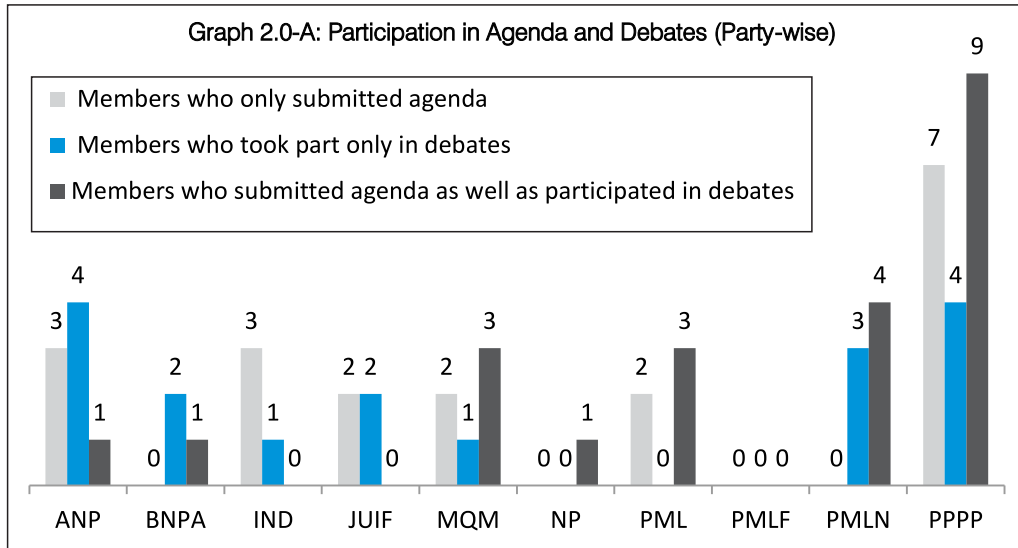 Graph 2.0-A: Participation in Agenda and Debates (Party-wise)
Members who only submitted agenda
Members who took part only in debates
Members who submitted agenda as well as participated in debates
3 4 1
0 2 1
3 1 0
2 2 0
2 1 3
0 0 1
2 0 3
0 0 0
0 3 4
7 4 9
ANP BNPA IND JUIF MQM NP PML PMLF PMLN PPPP